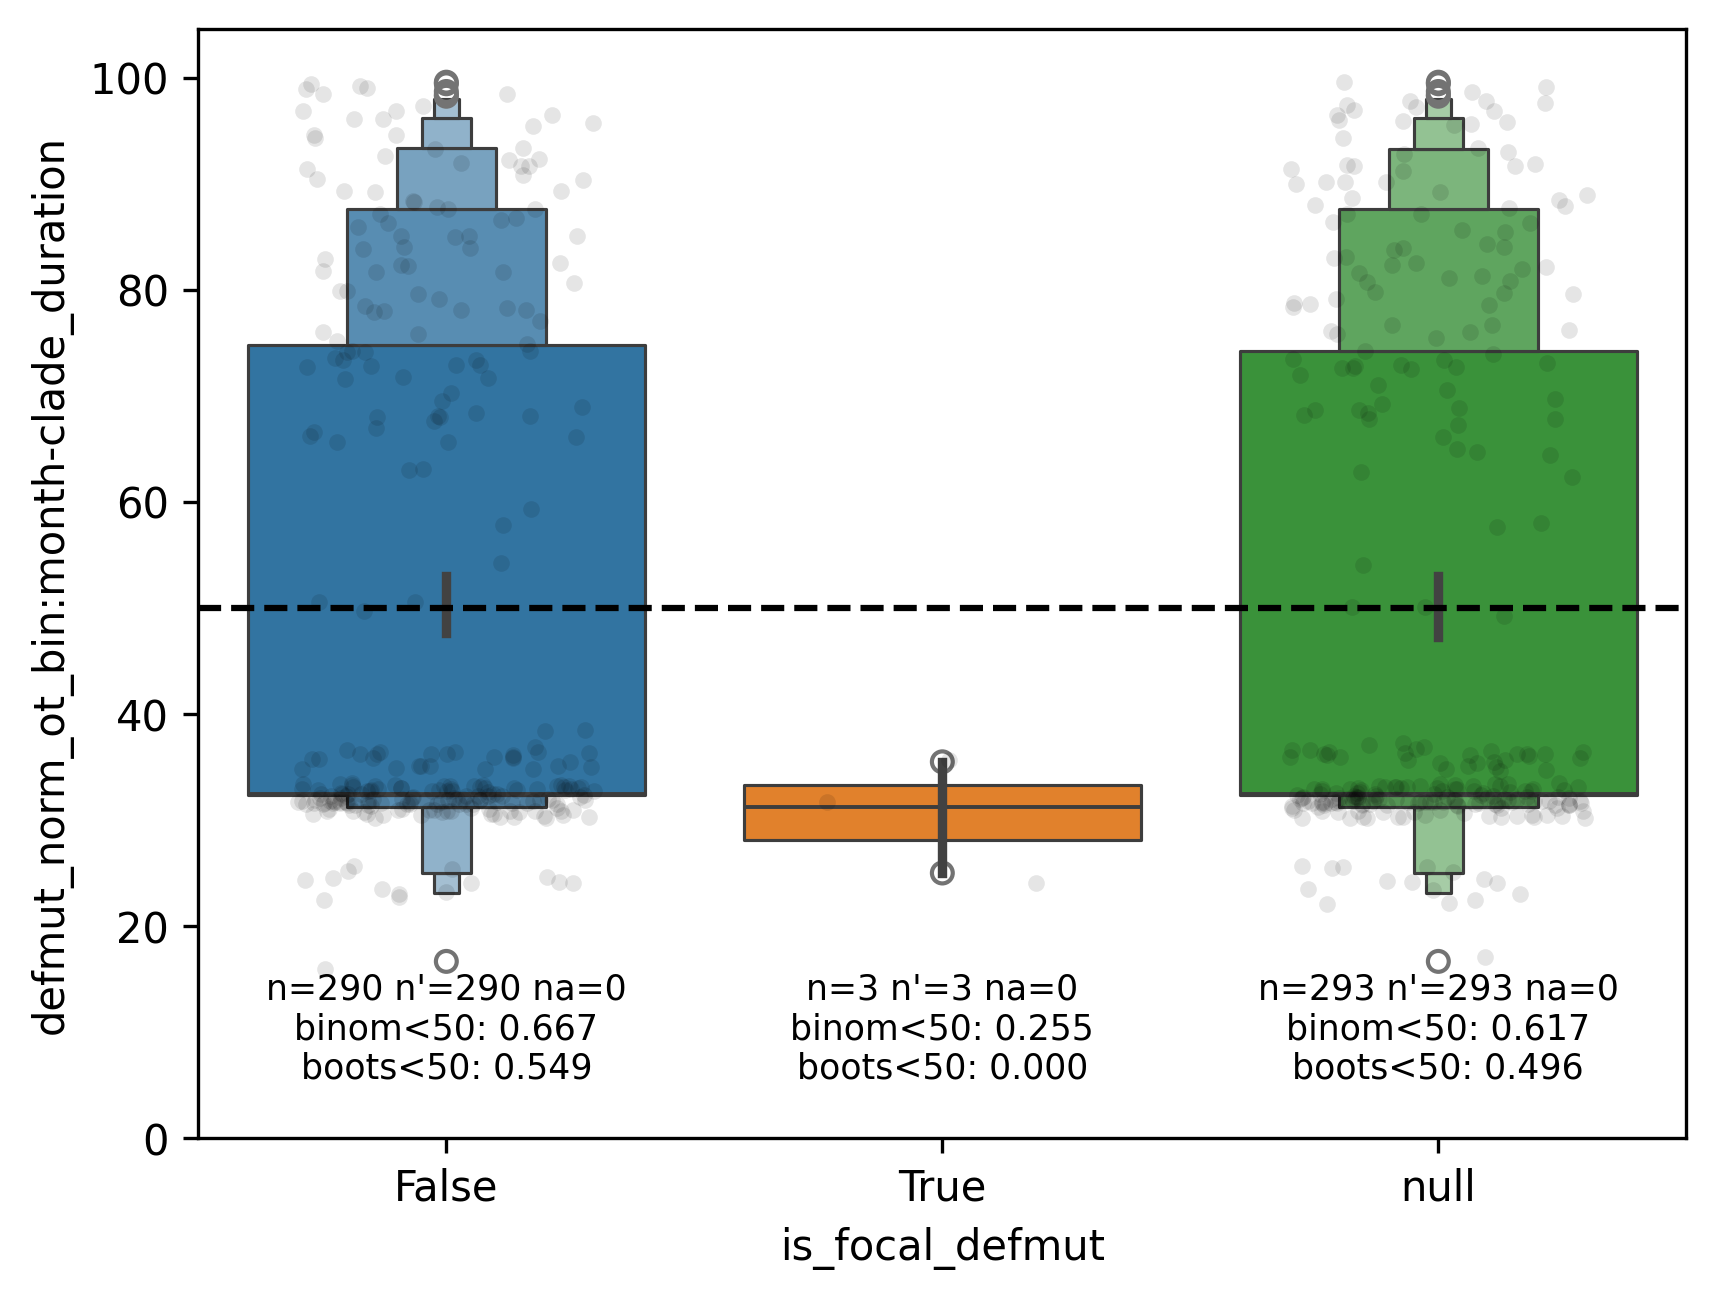 defmut_norm_ot_bin:month-clade_duration
100
80
60
40
20
0
n=290 n'=290 na=0
binom<50: 0.667
boots<50: 0.549
n=3 n'=3 na=0
binom<50: 0.255
boots<50: 0.000
n=293 n'=293 na=0
binom<50: 0.617
boots<50: 0.496
False
True
null
is_focal_defmut